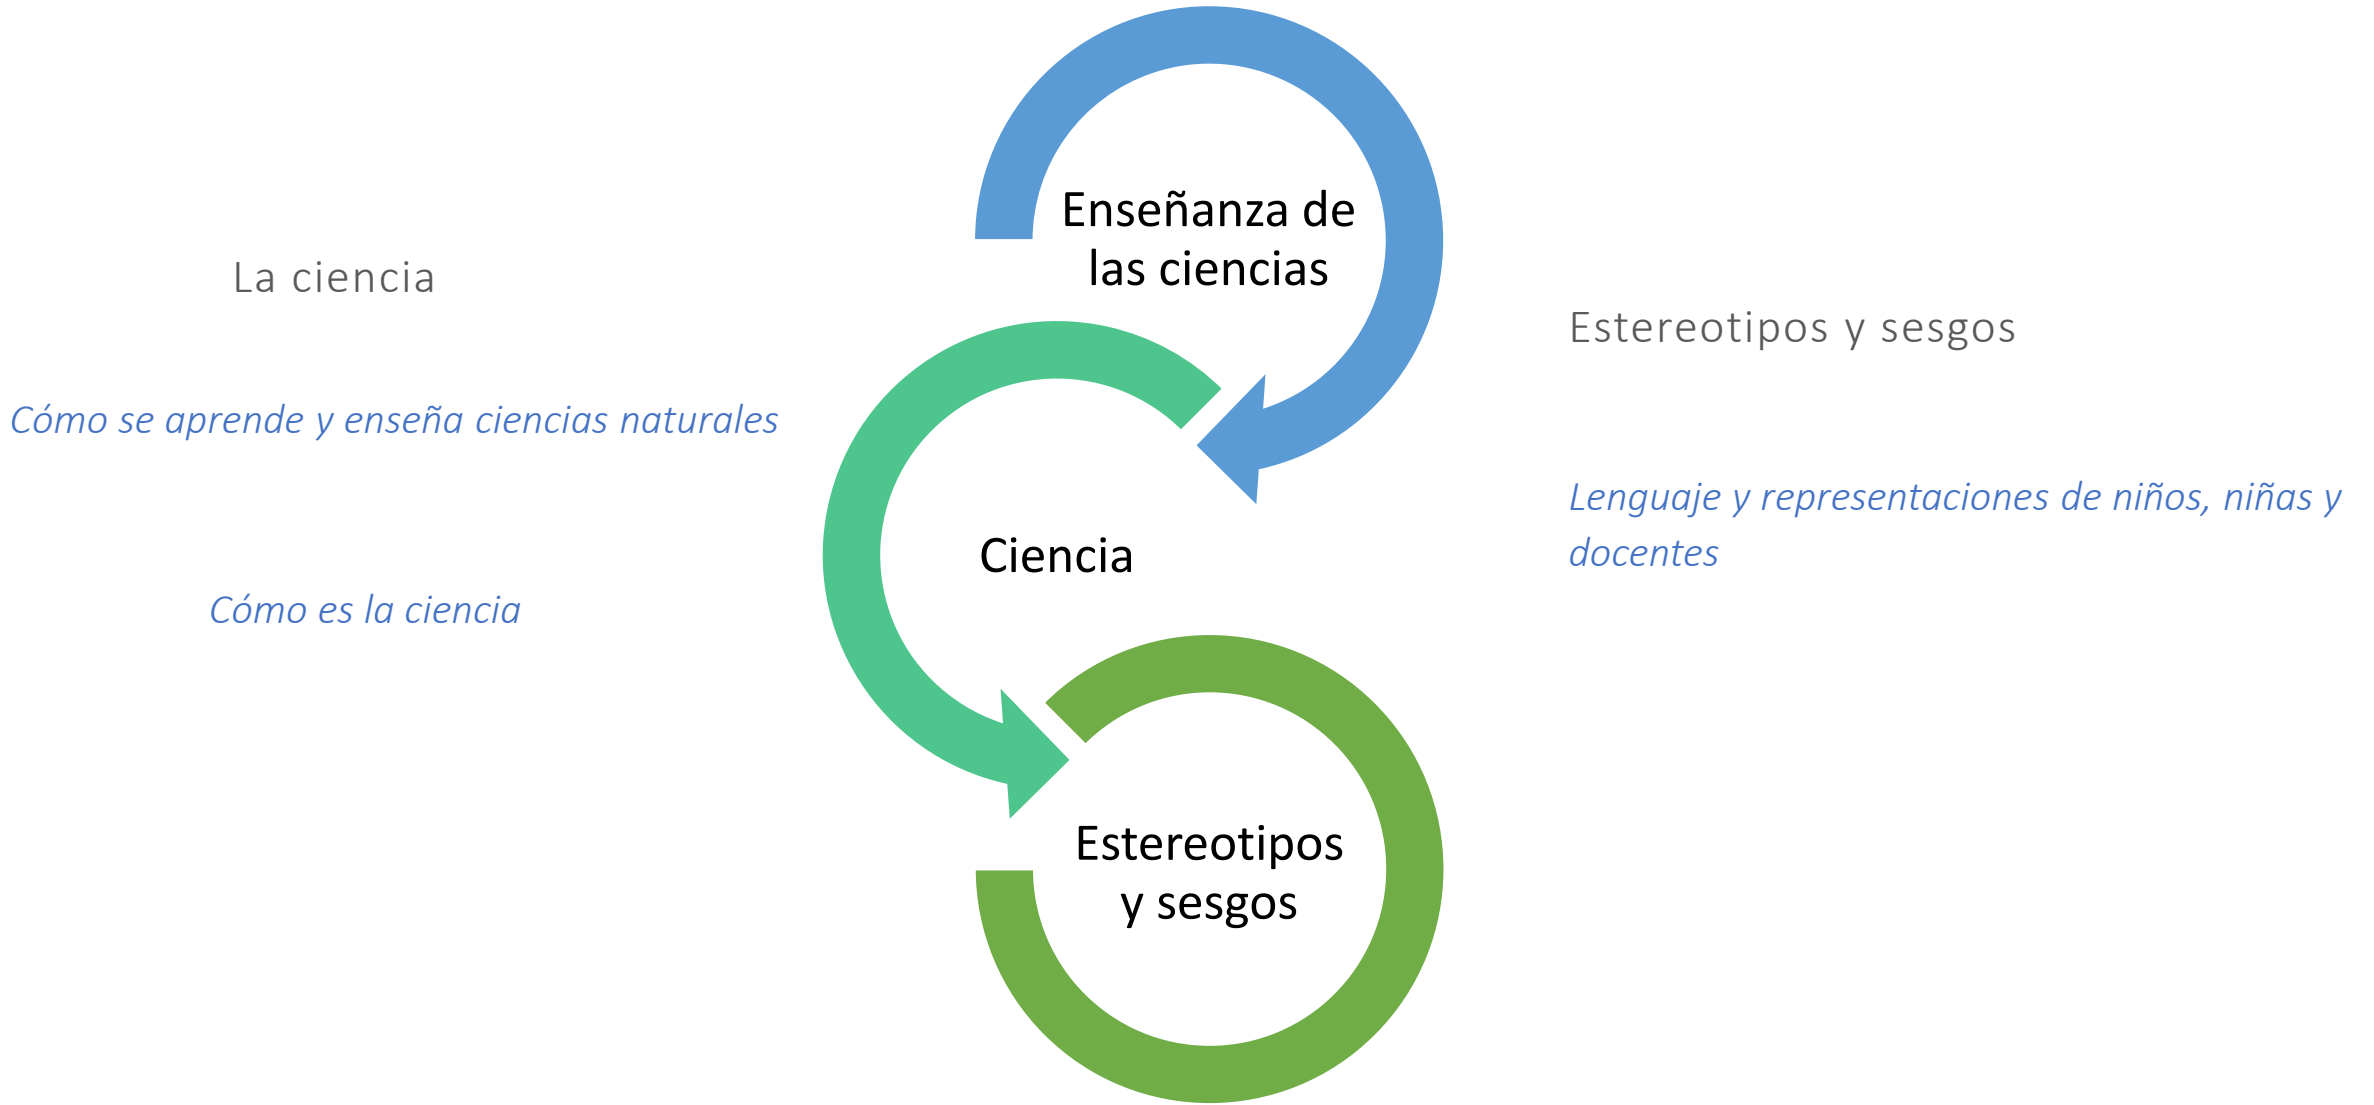 La ciencia
Cómo se aprende y enseña ciencias naturales
Cómo es la ciencia
Enseñanza de
las ciencias
Ciencia
Estereotipos
y sesgos
Estereotipos y sesgos
Lenguaje y representaciones de niños, niñas y
docentes